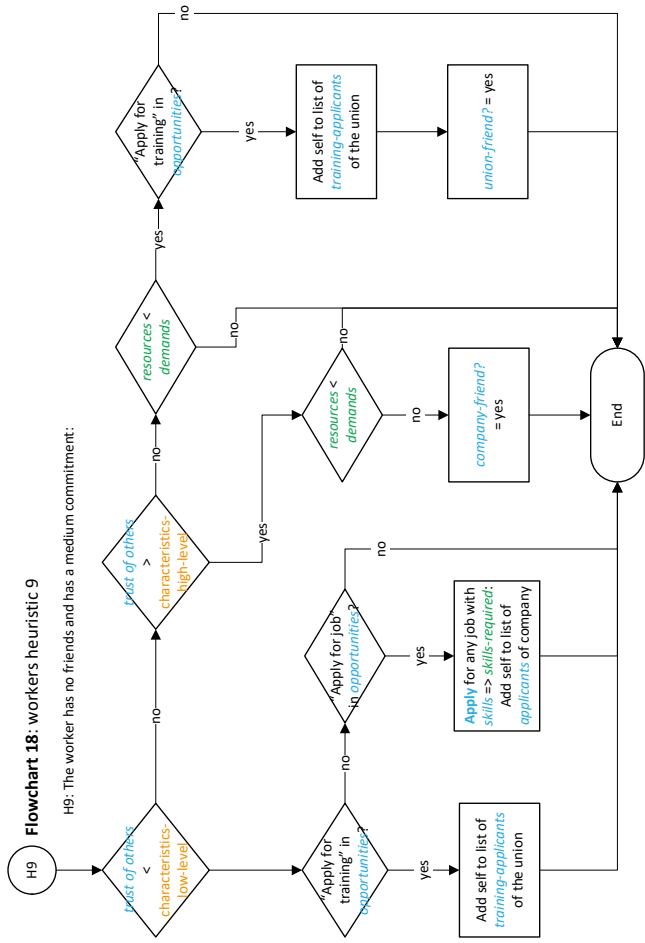 Flowchart 18: workers heuristic 9
H9: The worker has no friends and has a medium commitment:
H9
trust of others
<
characteristics-
low-level
no
trust of others
>
characteristics-
high-level
no
resources <
demands
yes
"Apply for
training" in
opportunities?
no
"Apply for
training" in
opportunities?
no
"Apply for job"
in opportunities?
no
yes
resources <
demands
no
no
yes
Add self to list of
training-applicants
of the union
yes
Add self to list of
training-applicants
of the union
yes
Apply for any job with
skills => skills-required:
Add self to list of
applicants of company
no
company-friend?
= yes
union-friend? = yes
End